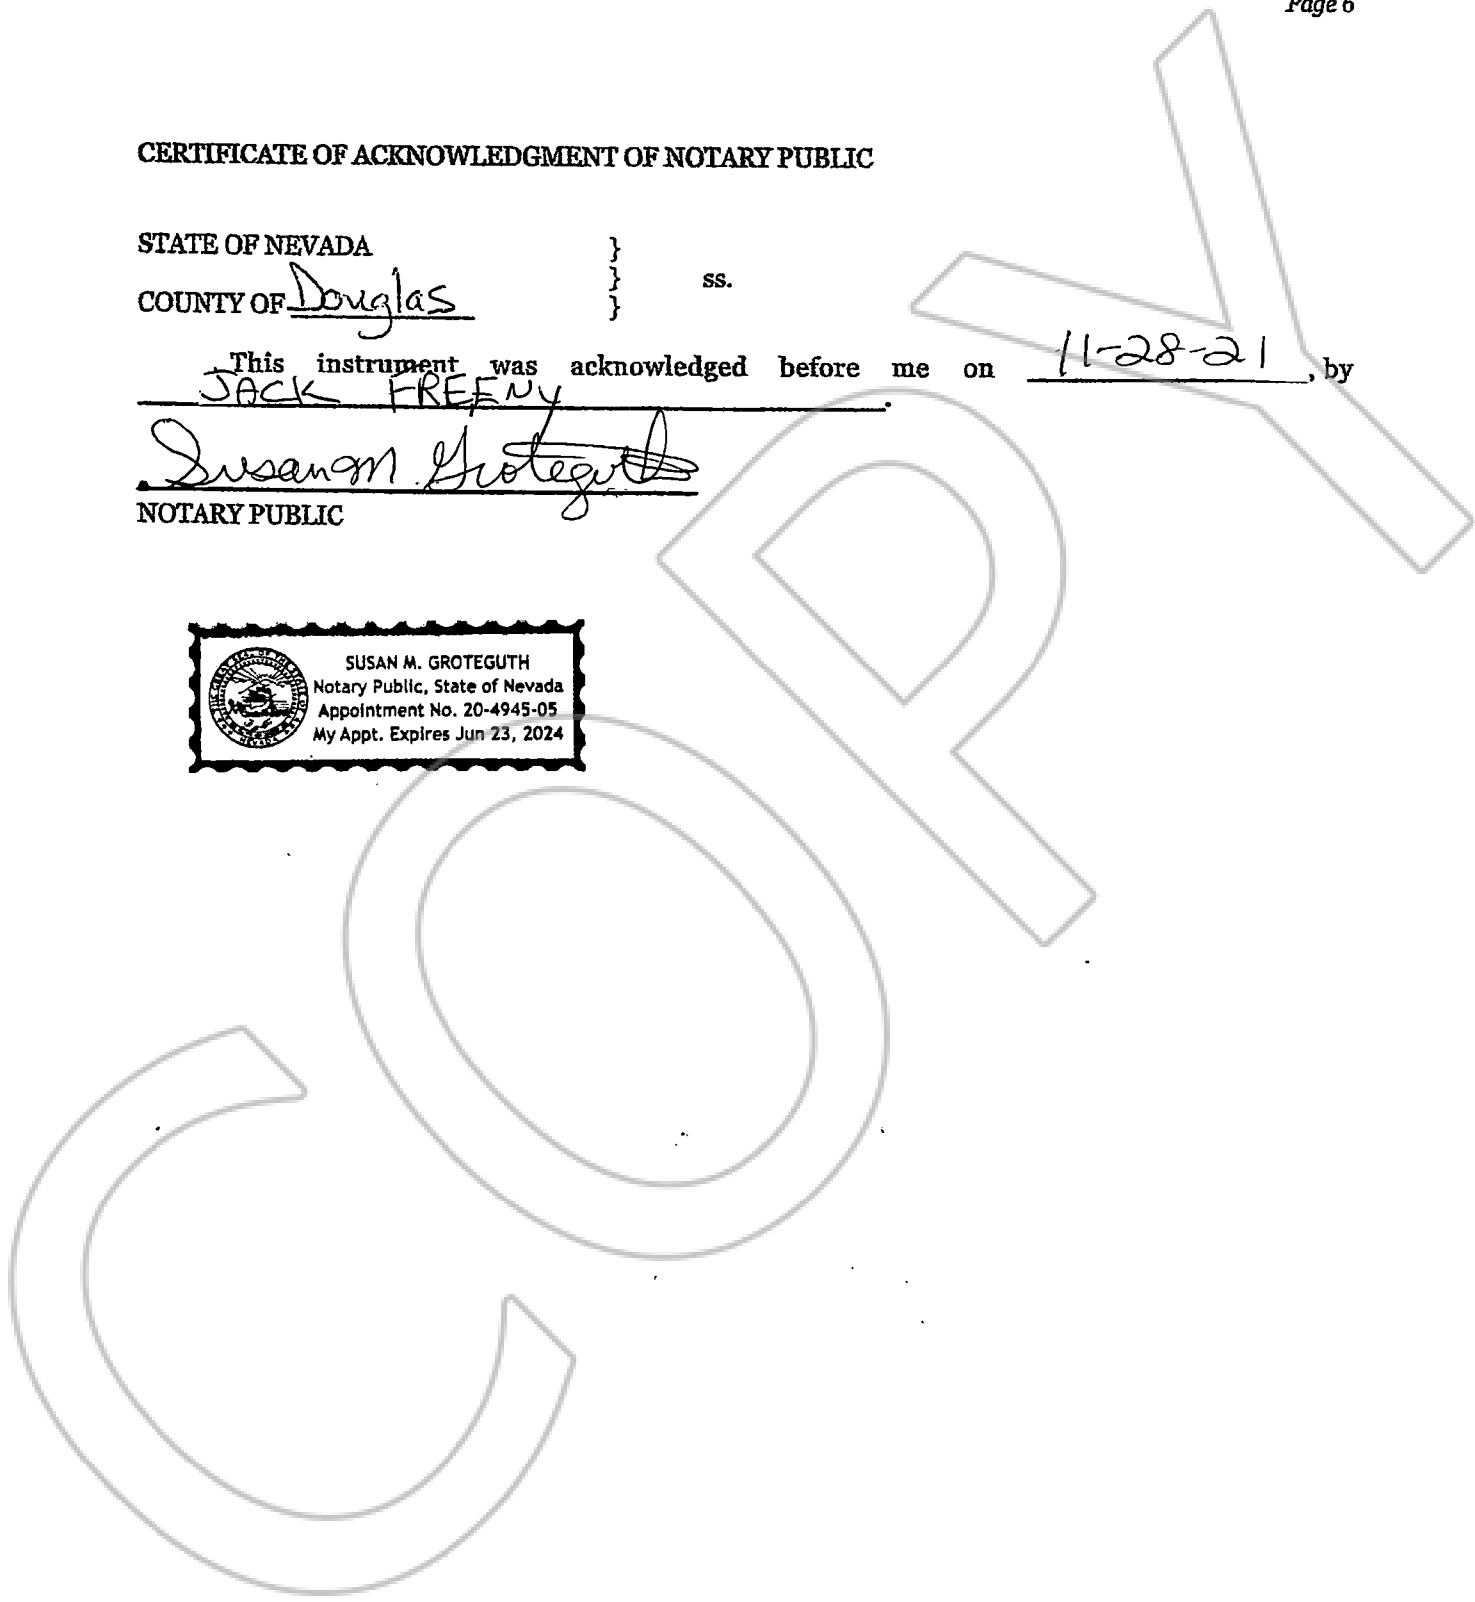 Page 6
CERTIFICATE OF ACKNOWLEDGMENT OF NOTARY PUBLIC
STATE OF NEVADA }
} ss.
COUNTY OF Douglas }
This instrument was acknowledged before me on 11-28-21, by
JACK FREENY.
Susan M. Groteguth
NOTARY PUBLIC
SUSAN M. GROTEGUTH
Notary Public, State of Nevada
Appointment No. 20-4945-05
My Appt. Expires Jun 23, 2024
COPY